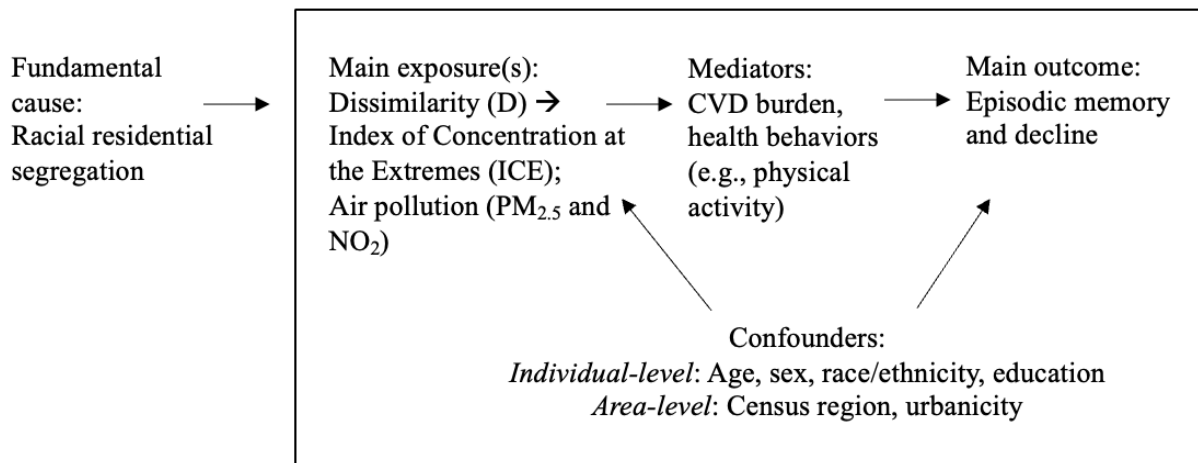 Fundamental
cause:
Racial residential
segregation
Main exposure(s):
Dissimilarity (D) →
Index of Concentration at
the Extremes (ICE);
Air pollution (PM2.5 and
NO2)
Mediators:
CVD burden,
health behaviors
(e.g., physical
activity)
Main outcome:
Episodic memory
and decline
Confounders:
Individual-level: Age, sex, race/ethnicity, education
Area-level: Census region, urbanicity